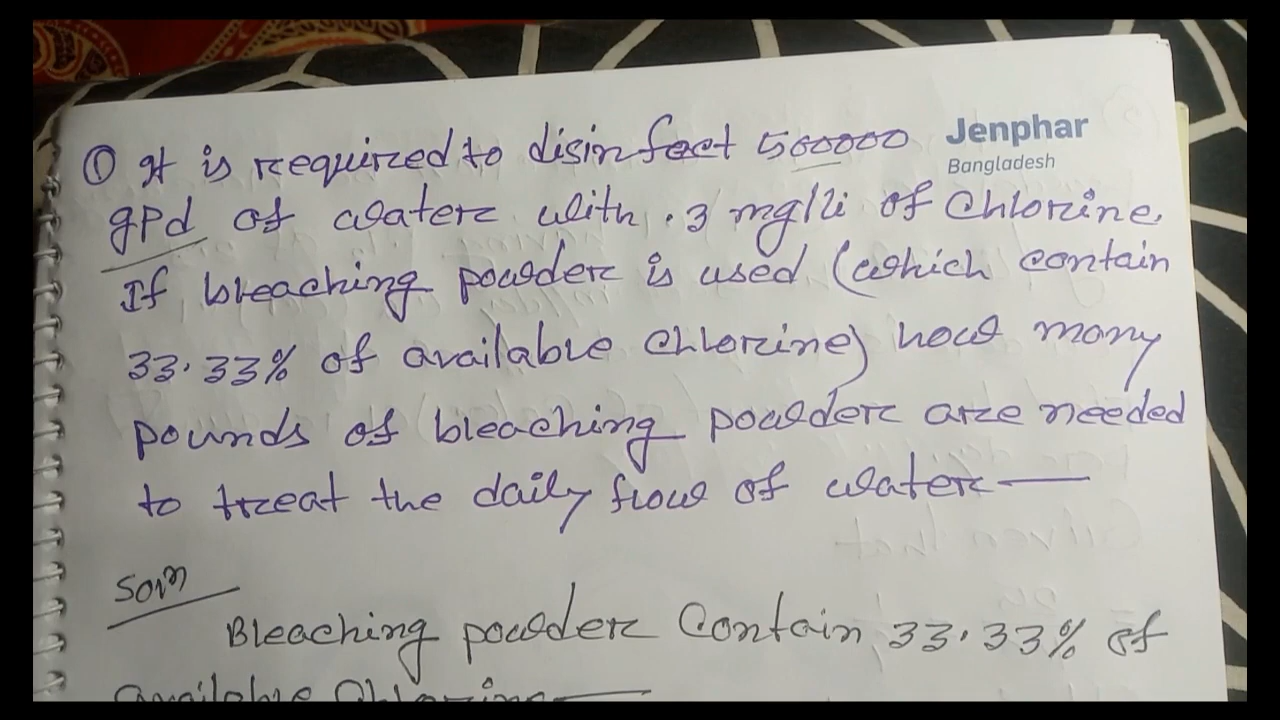 ① It is required to disinfect 500000
Jenphar
Bangladesh
gpd of water with .3 mg/li of Chlorine.
If bleaching powder is used (which contain
33.33% of available Chlorine) how many
pounds of bleaching powder are needed
to treat the daily flow of water —
Soln
Bleaching powder Contain 33.33% of
available Chlorine —